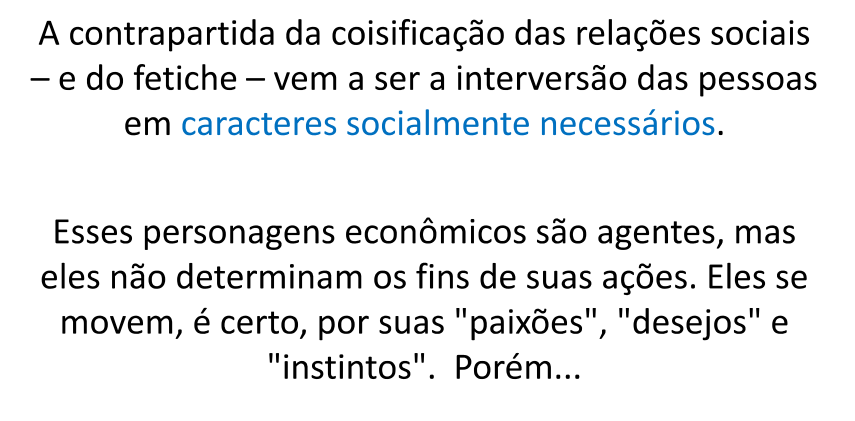 A contrapartida da coisificação das relações sociais
– e do fetiche – vem a ser a interversão das pessoas
em caracteres socialmente necessários.
Esses personagens econômicos são agentes, mas
eles não determinam os fins de suas ações. Eles se
movem, é certo, por suas "paixões", "desejos" e
"instintos".  Porém...